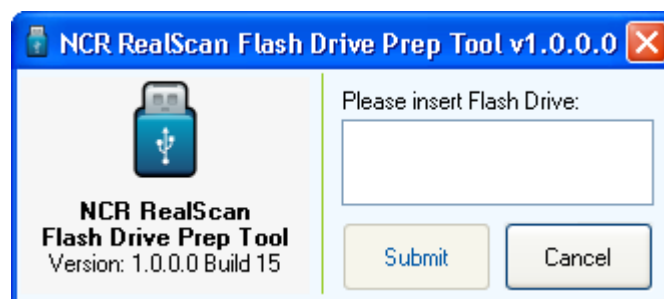 NCR RealScan Flash Drive Prep Tool v1.0.0.0
Please insert Flash Drive:
NCR RealScan
Flash Drive Prep Tool
Version: 1.0.0.0 Build 15
Submit
Cancel